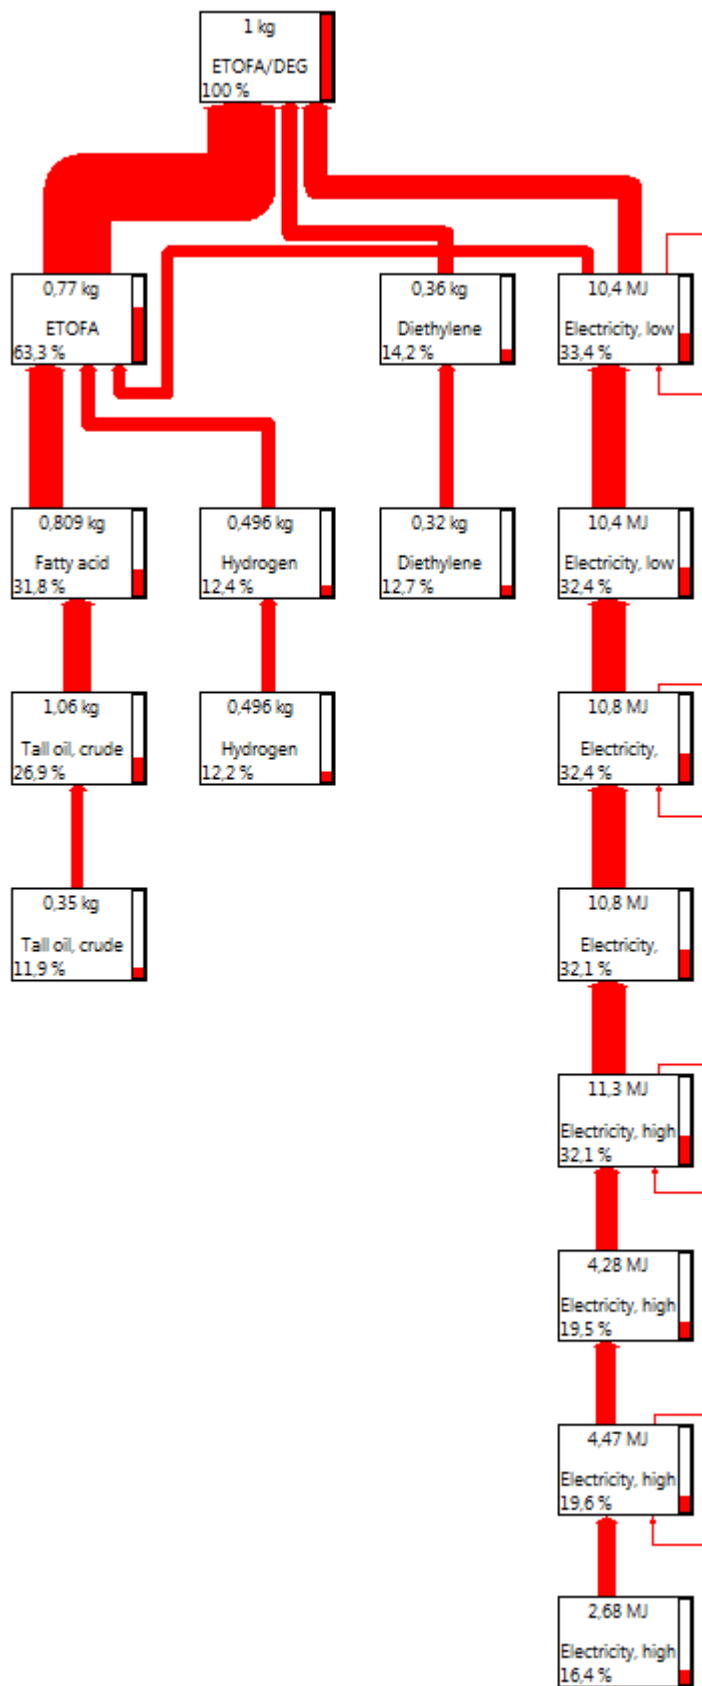 1 kg
ETOFA/DEG
100 %
0,77 kg
ETOFA
63,3 %
0,36 kg
Diethylene
14,2 %
10,4 MJ
Electricity, low
33,4 %
0,809 kg
Fatty acid
31,8 %
0,496 kg
Hydrogen
12,4 %
0,32 kg
Diethylene
12,7 %
10,4 MJ
Electricity, low
32,4 %
1,06 kg
Tall oil, crude
26,9 %
0,496 kg
Hydrogen
12,2 %
10,8 MJ
Electricity,
32,4 %
0,35 kg
Tall oil, crude
11,9 %
10,8 MJ
Electricity,
32,1 %
11,3 MJ
Electricity, high
32,1 %
4,28 MJ
Electricity, high
19,5 %
4,47 MJ
Electricity, high
19,6 %
2,68 MJ
Electricity, high
16,4 %